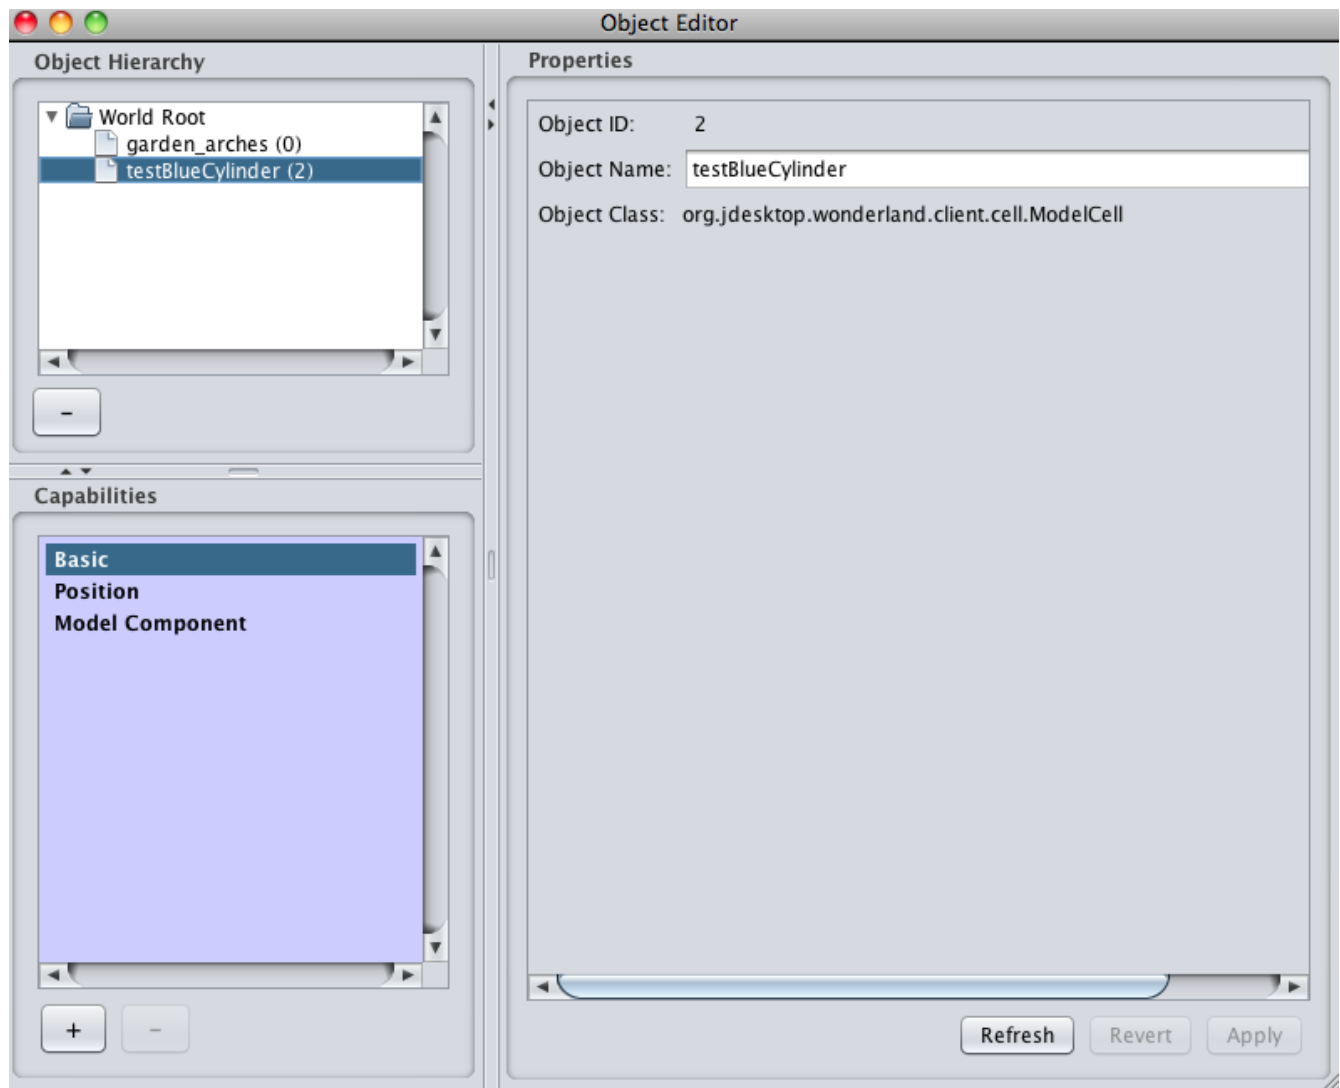 Object Editor
Object Hierarchy
World Root
garden_arches (0)
testBlueCylinder (2)
-
Capabilities
Basic
Position
Model Component
+ -
Properties
Object ID: 2
Object Name: testBlueCylinder
Object Class: org.jdesktop.wonderland.client.cell.ModelCell
Refresh Revert Apply